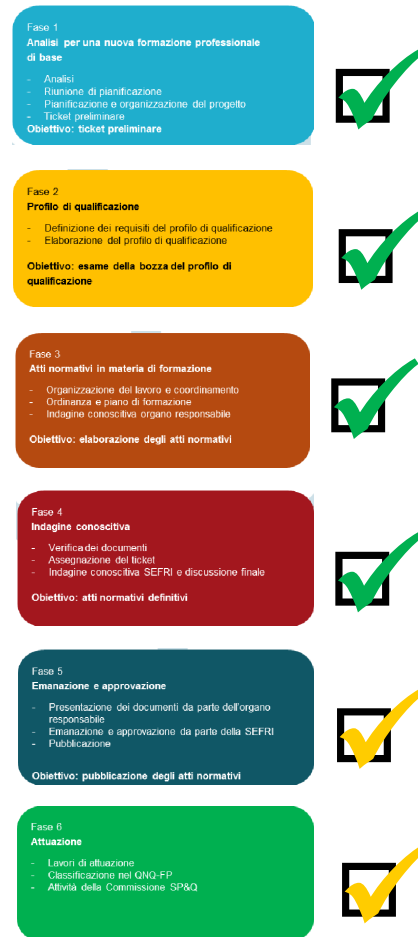 Fase 1
Analisi per una nuova formazione professionale
di base
- Analisi
- Riunione di pianificazione
- Pianificazione e organizzazione del progetto
- Ticket preliminare
Obiettivo: ticket preliminare
Fase 2
Profilo di qualificazione
- Definizione dei requisiti del profilo di qualificazione
- Elaborazione del profilo di qualificazione
Obiettivo: esame della bozza del profilo di
qualificazione
Fase 3
Atti normativi in materia di formazione
- Organizzazione del lavoro e coordinamento
- Ordinanza e piano di formazione
- Indagine conoscitiva organo responsabile
Obiettivo: elaborazione degli atti normativi
Fase 4
Indagine conoscitiva
- Verifica dei documenti
- Assegnazione del ticket
- Indagine conoscitiva SEFRI e discussione finale
Obiettivo: atti normativi definitivi
Fase 5
Emanazione e approvazione
- Presentazione dei documenti da parte dell'organo
responsabile
- Emanazione e approvazione da parte della SEFRI
- Pubblicazione
Obiettivo: pubblicazione degli atti normativi
Fase 6
Attuazione
- Lavori di attuazione
- Classificazione nel QNQ-FP
- Attività della Commissione SP&Q